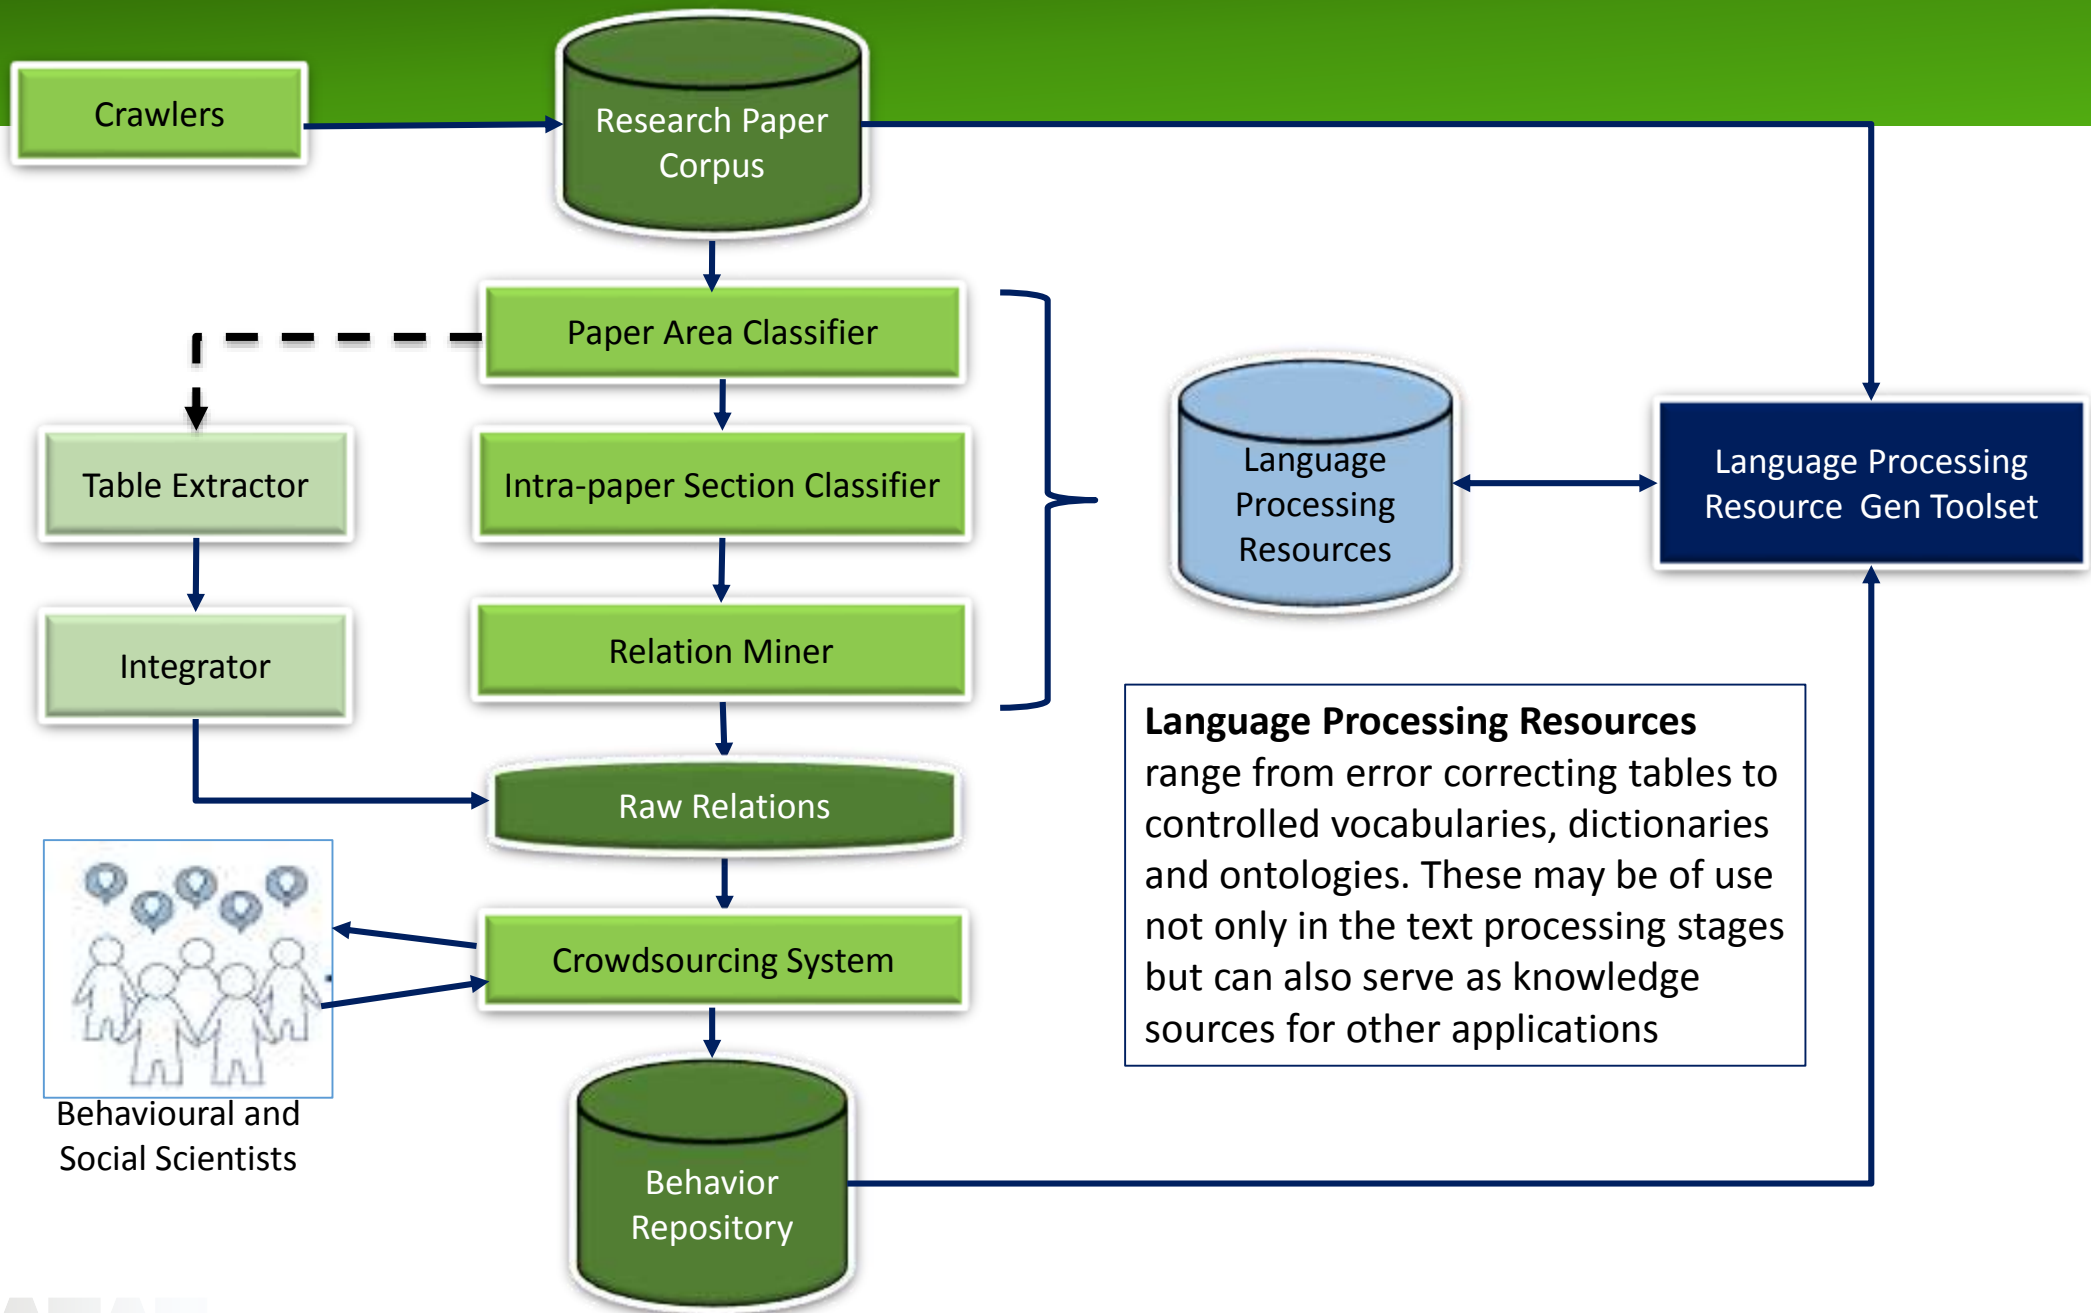 Crawlers
Research Paper
Corpus
Paper Area Classifier
Table Extractor
Intra-paper Section Classifier
Language
Processing
Resources
Language Processing
Resource  Gen Toolset
Integrator
Relation Miner
Raw Relations
Language Processing Resources
range from error correcting tables to
controlled vocabularies, dictionaries
and ontologies. These may be of use
not only in the text processing stages
but can also serve as knowledge
sources for other applications
Crowdsourcing System
Behavioural and
Social Scientists
Behavior
Repository